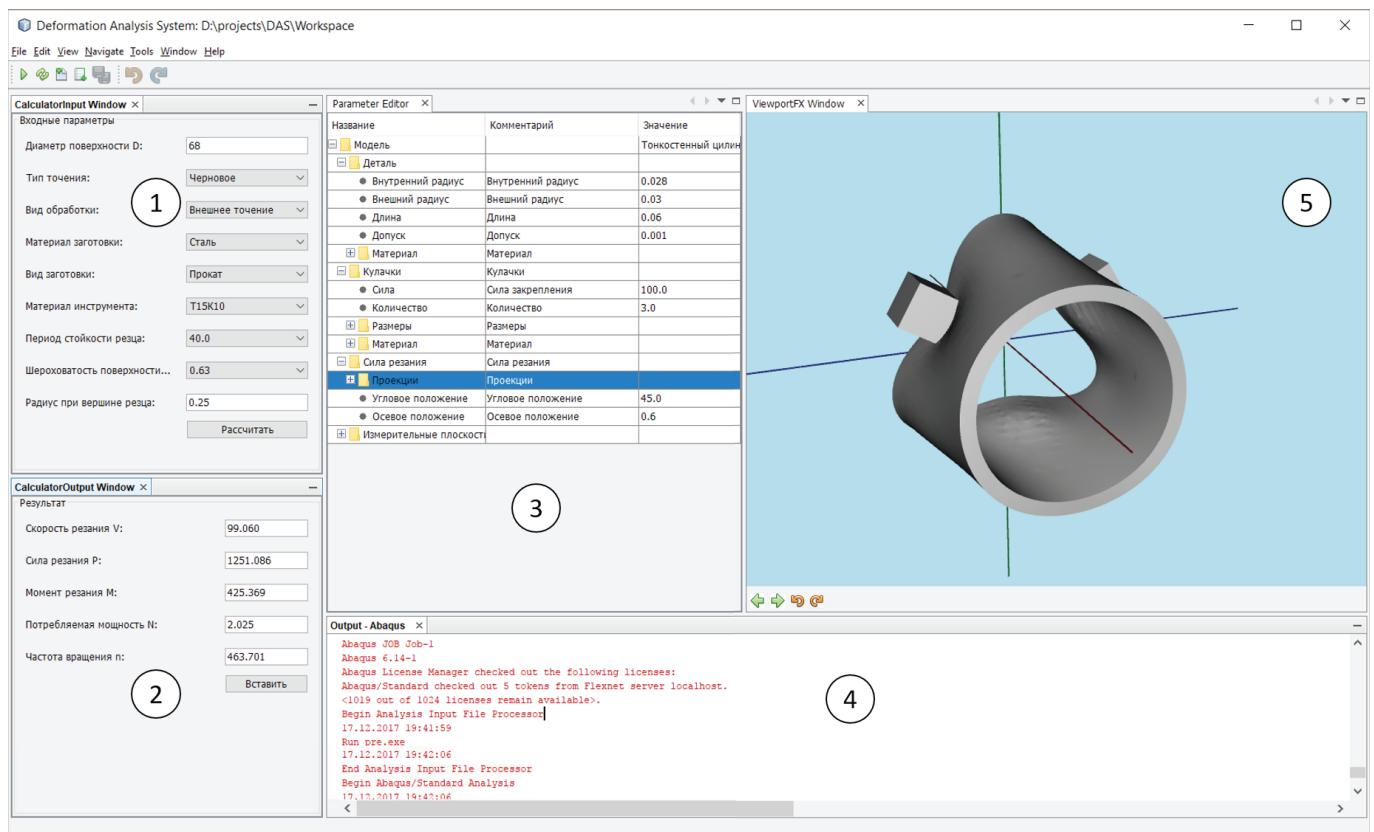 Deformation Analysis System: D:\projects\DAS\Workspace
File Edit View Navigate Tools Window Help
CalculatorInput Window
Входные параметры
Диаметр поверхности D: 68
Тип точения: Черновое
1
Вид обработки: Внешнее точение
Материал заготовки: Сталь
Вид заготовки: Прокат
Материал инструмента: T15K10
Период стойкости резца: 40.0
Шероховатость поверхности... 0.63
Радиус при вершине резца: 0.25
Рассчитать
CalculatorOutput Window
Результат
Скорость резания V: 99.060
Сила резания P: 1251.086
Момент резания M: 425.369
Потребляемая мощность N: 2.025
Частота вращения n: 463.701
Вставить
2
Parameter Editor
Название Комментарий Значение
Модель Тонкостенный цилин
Деталь
Внутренний радиус Внутренний радиус 0.028
Внешний радиус Внешний радиус 0.03
Длина Длина 0.06
Допуск Допуск 0.001
Материал Материал
Кулачки Кулачки
Сила Сила закрепления 100.0
Количество Количество 3.0
Размеры Размеры
Материал Материал
Сила резания Сила резания
Проекции Проекции
Угловое положение Угловое положение 45.0
Осевое положение Осевое положение 0.6
Измерительные плоскости
3
ViewportFX Window
5
Output - Abaqus
Abaqus JOB Job-1
Abaqus 6.14-1
Abaqus License Manager checked out the following licenses:
Abaqus/Standard checked out 5 tokens from Flexnet server localhost.
<1019 out of 1024 licenses remain available>.
Begin Analysis Input File Processor
17.12.2017 19:41:59
Run pre.exe
17.12.2017 19:42:06
End Analysis Input File Processor
Begin Abaqus/Standard Analysis
17.12.2017 19:42:06
4